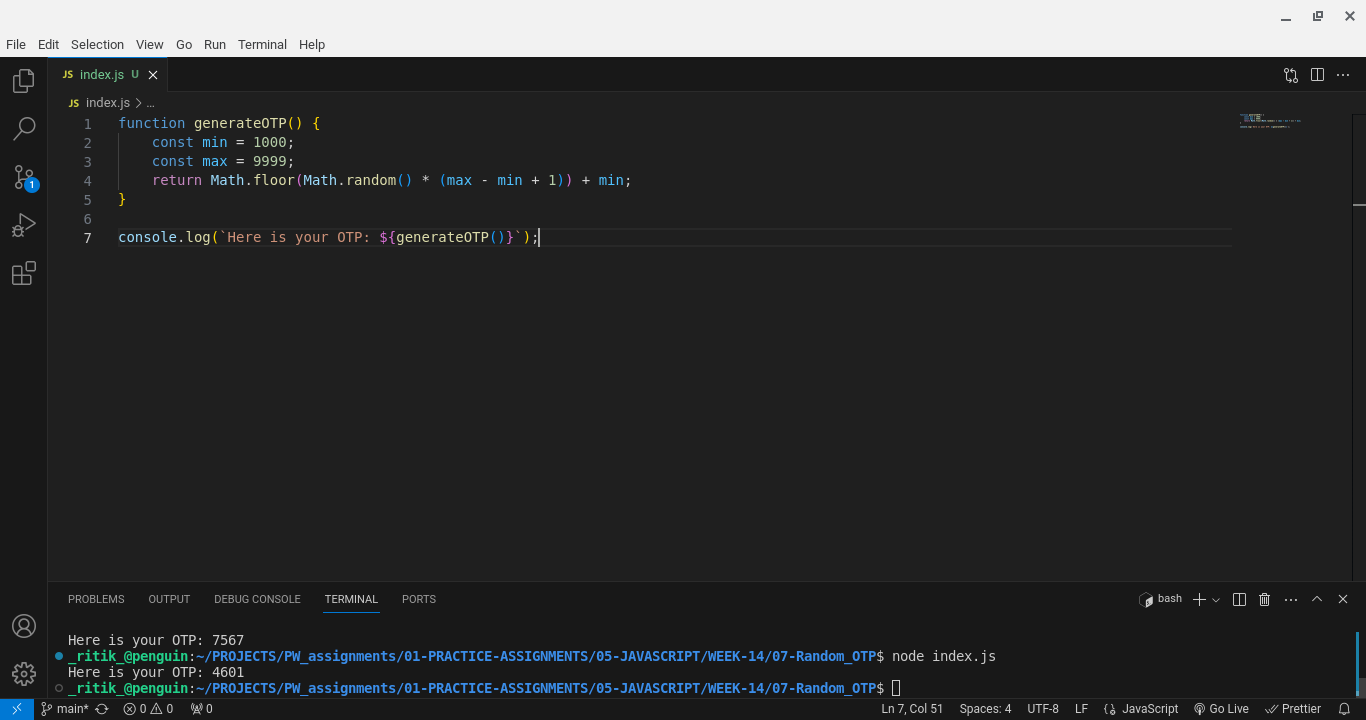 File Edit Selection View Go Run Terminal Help
JS index.js U
JS index.js > ...
1 function generateOTP() {
2     const min = 1000;
3     const max = 9999;
4     return Math.floor(Math.random() * (max - min + 1)) + min;
5 }
6
7 console.log(`Here is your OTP: ${generateOTP()}`);
1
PROBLEMS OUTPUT DEBUG CONSOLE TERMINAL PORTS bash
Here is your OTP: 7567
_ritik_@penguin:~/PROJECTS/PW_assignments/01-PRACTICE-ASSIGNMENTS/05-JAVASCRIPT/WEEK-14/07-Random_OTP$ node index.js
Here is your OTP: 4601
_ritik_@penguin:~/PROJECTS/PW_assignments/01-PRACTICE-ASSIGNMENTS/05-JAVASCRIPT/WEEK-14/07-Random_OTP$
main* 0 0 0 Ln 7, Col 51 Spaces: 4 UTF-8 LF JavaScript Go Live Prettier